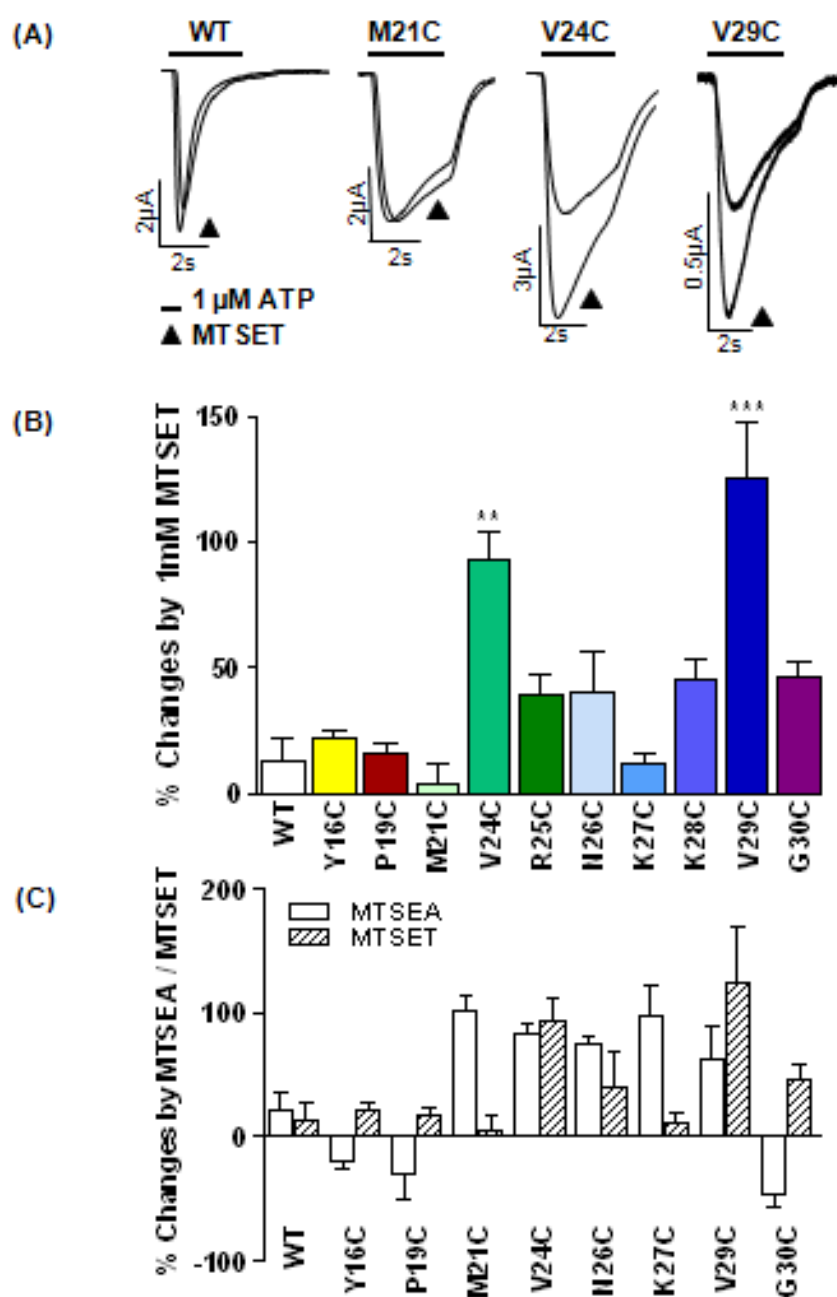 (A)
WT M21C V24C V29C
2µA 2µA 3µA 0.5µA
2s 2s 2s 2s
1 µM ATP
MTSET
(B)
% Changes by 1mM MTSET
150
**
***
100
50
0
WT Y16C P19C M21C V24C R25C N26C K27C K28C V29C G30C
(C)
% Changes by MTSEA / MTSET
200
MTSEA
MTSET
100
0
-100
WT Y16C P19C M21C V24C N26C K27C V29C G30C